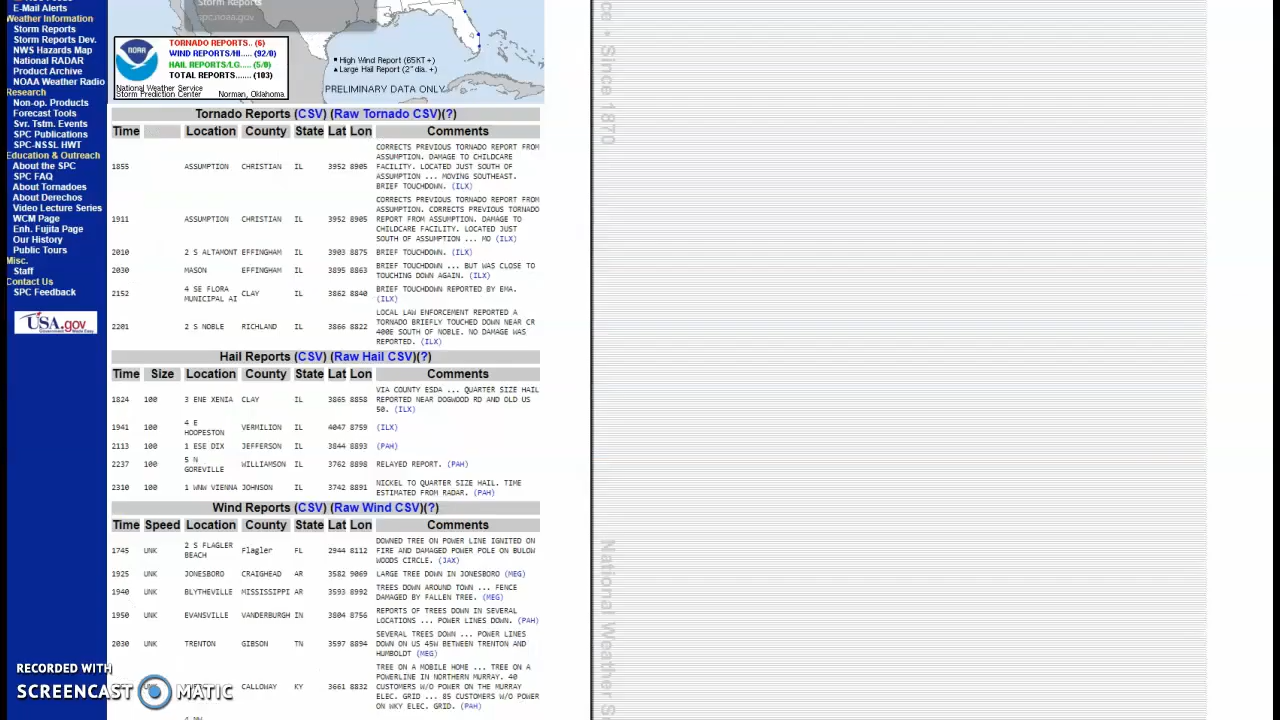 E-Mail Alerts
Weather Information
Storm Reports
Storm Reports Dev.
NWS Hazards Map
National RADAR
Product Archive
NOAA Weather Radio
Research
Non-op. Products
Forecast Tools
Svr. Tstm. Events
SPC Publications
SPC-NSSL HWT
Education & Outreach
About the SPC
SPC FAQ
About Tornadoes
About Derechos
Video Lecture Series
WCM Page
Enh. Fujita Page
Our History
Public Tours
Misc.
Staff
Contact Us
SPC Feedback
USA.gov
Storm Reports
spc.noaa.gov
NOAA
TORNADO REPORTS.. (6)
WIND REPORTS/HI..... (92/0)
HAIL REPORTS/LG..... (5/0)
TOTAL REPORTS...... (103)
National Weather Service
Storm Prediction Center Norman, Oklahoma
High Wind Report (65KT +)
Large Hail Report (2" dia. +)
PRELIMINARY DATA ONLY
Tornado Reports (CSV) (Raw Tornado CSV)(?)
Time Location County State Lat Lon Comments
1855 ASSUMPTION CHRISTIAN IL 3952 8905 CORRECTS PREVIOUS TORNADO REPORT FROM
ASSUMPTION. DAMAGE TO CHILDCARE
FACILITY. LOCATED JUST SOUTH OF
ASSUMPTION ... MOVING SOUTHEAST.
BRIEF TOUCHDOWN. (ILX)
1911 ASSUMPTION CHRISTIAN IL 3952 8905 CORRECTS PREVIOUS TORNADO REPORT FROM
ASSUMPTION. CORRECTS PREVIOUS TORNADO
REPORT FROM ASSUMPTION. DAMAGE TO
CHILDCARE FACILITY. LOCATED JUST
SOUTH OF ASSUMPTION ... MO (ILX)
2010 2 S ALTAMONT EFFINGHAM IL 3903 8875 BRIEF TOUCHDOWN. (ILX)
2030 MASON EFFINGHAM IL 3895 8863 BRIEF TOUCHDOWN ... BUT WAS CLOSE TO
TOUCHING DOWN AGAIN. (ILX)
2152 4 SE FLORA MUNICIPAL AI CLAY IL 3862 8840 BRIEF TOUCHDOWN REPORTED BY EMA.
(ILX)
2201 2 S NOBLE RICHLAND IL 3866 8822 LOCAL LAW ENFORCEMENT REPORTED A
TORNADO BRIEFLY TOUCHED DOWN NEAR CR
400E SOUTH OF NOBLE. NO DAMAGE WAS
REPORTED. (ILX)
Hail Reports (CSV) (Raw Hail CSV)(?)
Time Size Location County State Lat Lon Comments
1824 100 3 ENE XENIA CLAY IL 3865 8858 VIA COUNTY ESDA ... QUARTER SIZE HAIL
REPORTED NEAR DOGWOOD RD AND OLD US
50. (ILX)
1941 100 4 E HOOPESTON VERMILION IL 4047 8759 (ILX)
2113 100 1 ESE DIX JEFFERSON IL 3844 8893 (PAH)
2237 100 5 N GOREVILLE WILLIAMSON IL 3762 8898 RELAYED REPORT. (PAH)
2310 100 1 WNW VIENNA JOHNSON IL 3742 8891 NICKEL TO QUARTER SIZE HAIL. TIME
ESTIMATED FROM RADAR. (PAH)
Wind Reports (CSV) (Raw Wind CSV)(?)
Time Speed Location County State Lat Lon Comments
1745 UNK 2 S FLAGLER BEACH Flagler FL 2944 8112 DOWNED TREE ON POWER LINE IGNITED ON
FIRE AND DAMAGED POWER POLE ON BULOW
WOODS CIRCLE. (JAX)
1925 UNK JONESBORO CRAIGHEAD AR 3582 9069 LARGE TREE DOWN IN JONESBORO (MEG)
1940 UNK BLYTHEVILLE MISSISSIPPI AR 3593 8992 TREES DOWN AROUND TOWN ... FENCE
DAMAGED BY FALLEN TREE. (MEG)
1950 UNK EVANSVILLE VANDERBURGH IN 3804 8756 REPORTS OF TREES DOWN IN SEVERAL
LOCATIONS ... POWER LINES DOWN. (PAH)
2030 UNK TRENTON GIBSON TN 3597 8894 SEVERAL TREES DOWN ... POWER LINES
DOWN ON US 45W BETWEEN TRENTON AND
HUMBOLDT (MEG)
CALLOWAY KY 3661 8832 TREE ON A MOBILE HOME ... TREE ON A
POWERLINE IN NORTHERN MURRAY. 40
CUSTOMERS W/O POWER ON THE MURRAY
ELEC. GRID ... 85 CUSTOMERS W/O POWER
ON WKY ELEC. GRID. (PAH)
ce • Since 1870
National Weather S
RECORDED WITH
SCREENCAST MATIC